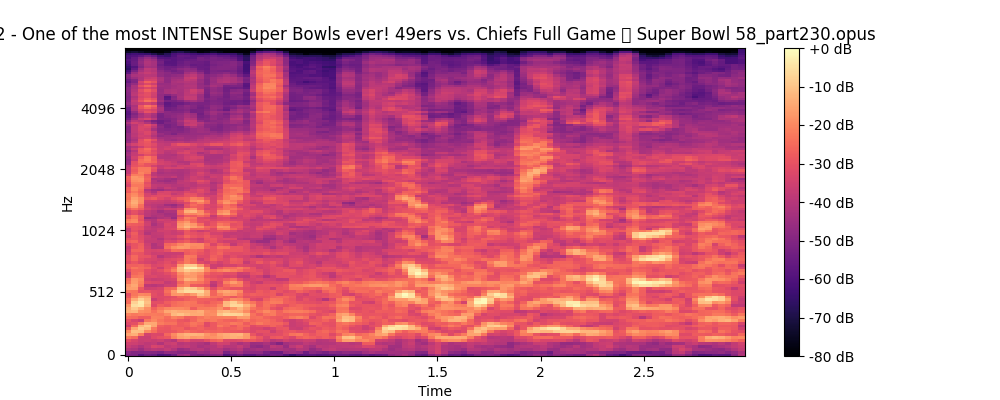 2 - One of the most INTENSE Super Bowls ever! 49ers vs. Chiefs Full Game ▯ Super Bowl 58_part230.opus
+0 dB
-10 dB
-20 dB
-30 dB
-40 dB
-50 dB
-60 dB
-70 dB
-80 dB
4096
2048
1024
512
0
Hz
0 0.5 1 1.5 2 2.5
Time